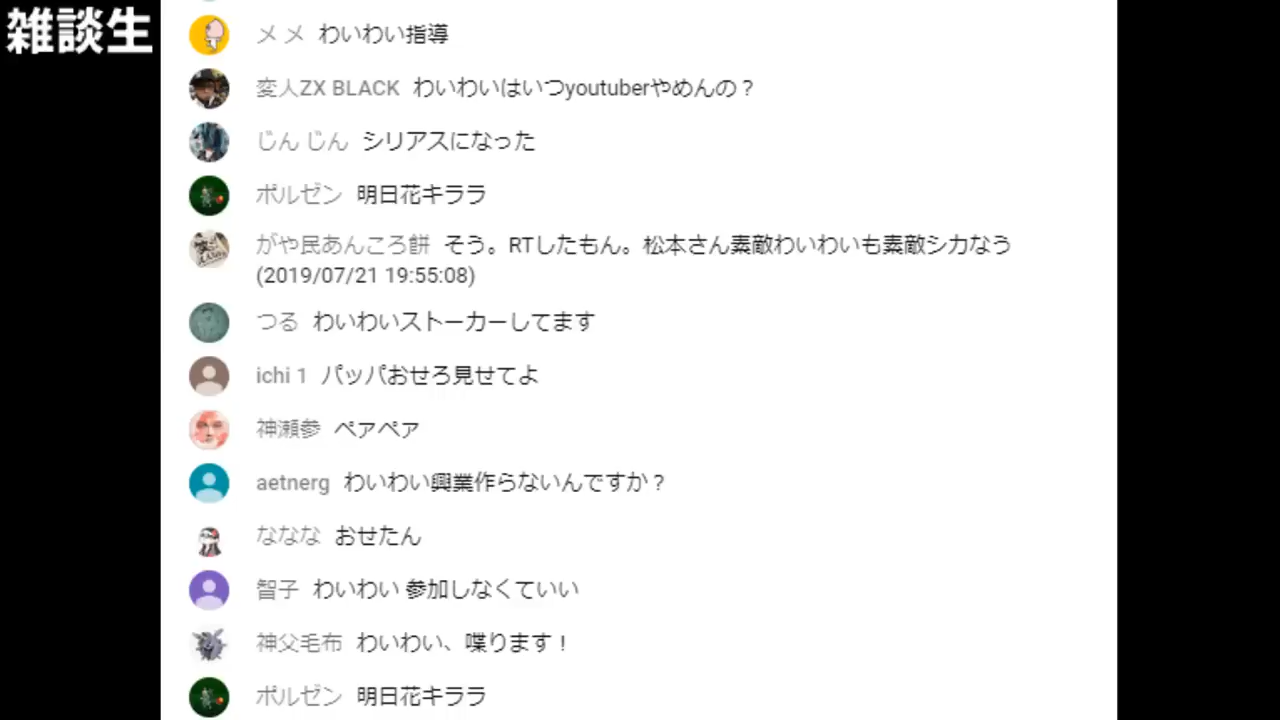 雑談生
メ メ わいわい指導
変人ZX BLACK わいわいはいつyoutuberやめんの？
じん じん シリアスになった
ポルゼン 明日花キララ
がや民あんころ餅 そう。RTしたもん。松本さん素敵わいわいも素敵シカなう
(2019/07/21 19:55:08)
つる わいわいストーカーしてます
ichi 1 パッパおせろ見せてよ
神瀬参 ペアペア
aetnerg わいわい興業作らないんですか？
ななな おせたん
智子 わいわい 参加しなくていい
神父毛布 わいわい、喋ります！
ポルゼン 明日花キララ